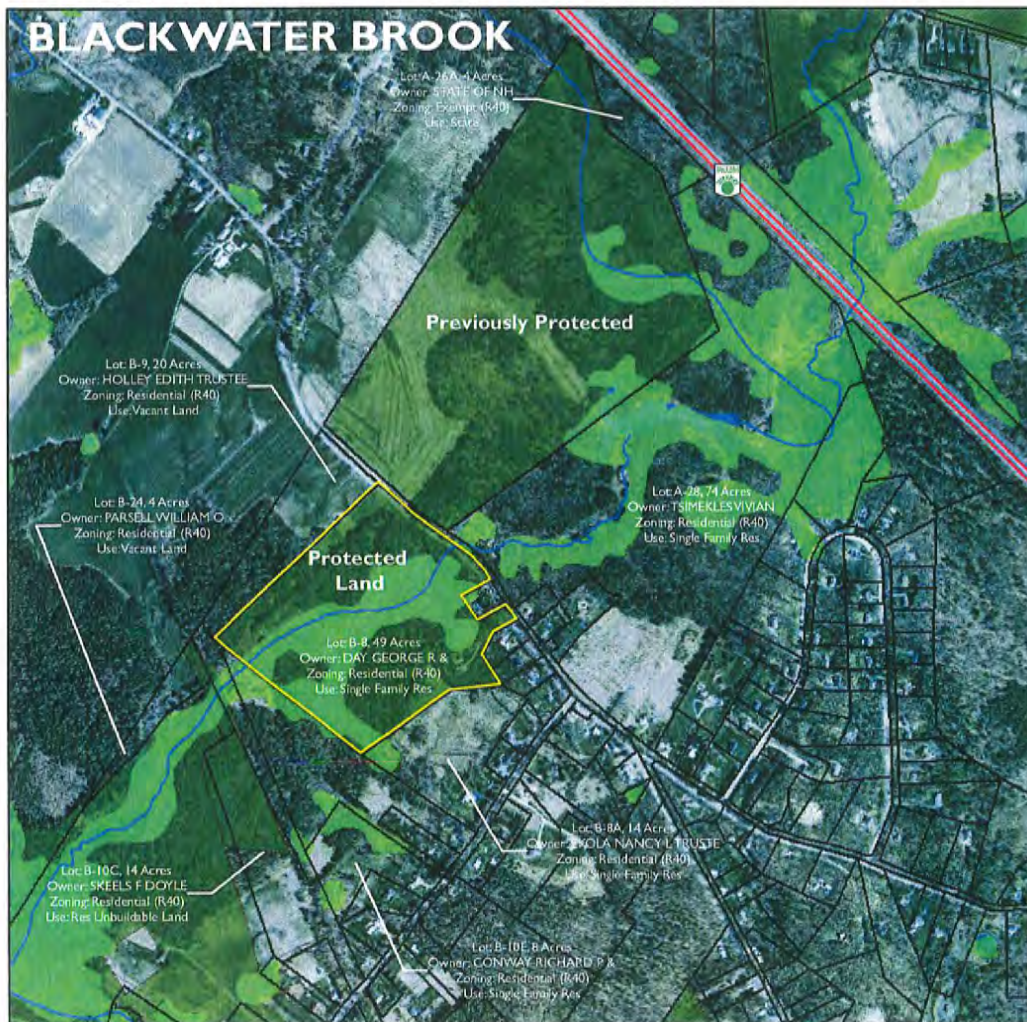 BLACKWATER BROOK
Lot: A-26A, 4 Acres
Owner: STATE OF NH
Zoning: Exempt (R40)
Use: State
Previously Protected
Lot: B-9, 20 Acres
Owner: HOLLEY EDITH TRUSTEE
Zoning: Residential (R40)
Use: Vacant Land
Lot: B-24, 4 Acres
Owner: PARSELL WILLIAM O
Zoning: Residential (R40)
Use: Vacant Land
Lot: A-28, 74 Acres
Owner: TSIMEKLES VIVIAN
Zoning: Residential (R40)
Use: Single Family Res
Protected
Land
Lot: B-8, 49 Acres
Owner: DAY GEORGE R &
Zoning: Residential (R40)
Use: Single Family Res
Lot: B-8A, 14 Acres
Owner: NANCY L TRUSTE
Zoning: Residential (R40)
Use: Single Family Res
Lot: B-10C, 14 Acres
Owner: SKEELS F DOYLE
Zoning: Residential (R40)
Use: Res Unbuildable Land
Lot: B-10E, 8 Acres
Owner: CONWAY RICHARD P &
Zoning: Residential (R40)
Use: Single Family Res